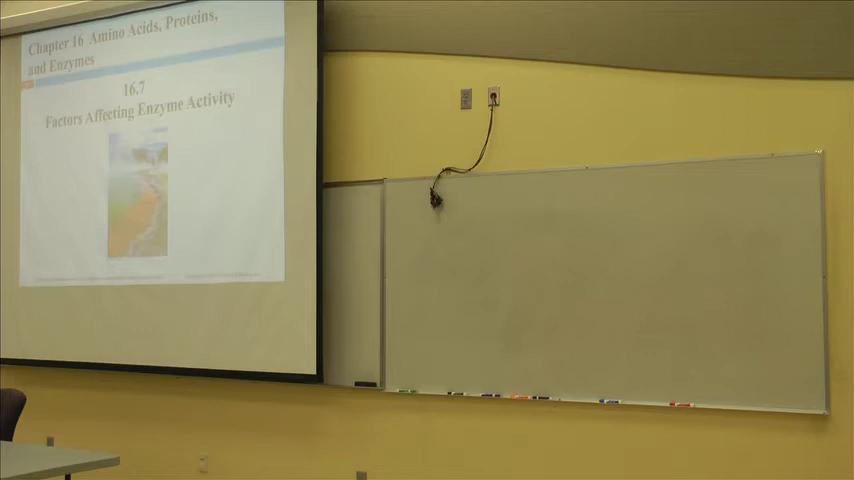 Chapter 16 Amino Acids, Proteins,
and Enzymes
16.7
Factors Affecting Enzyme Activity